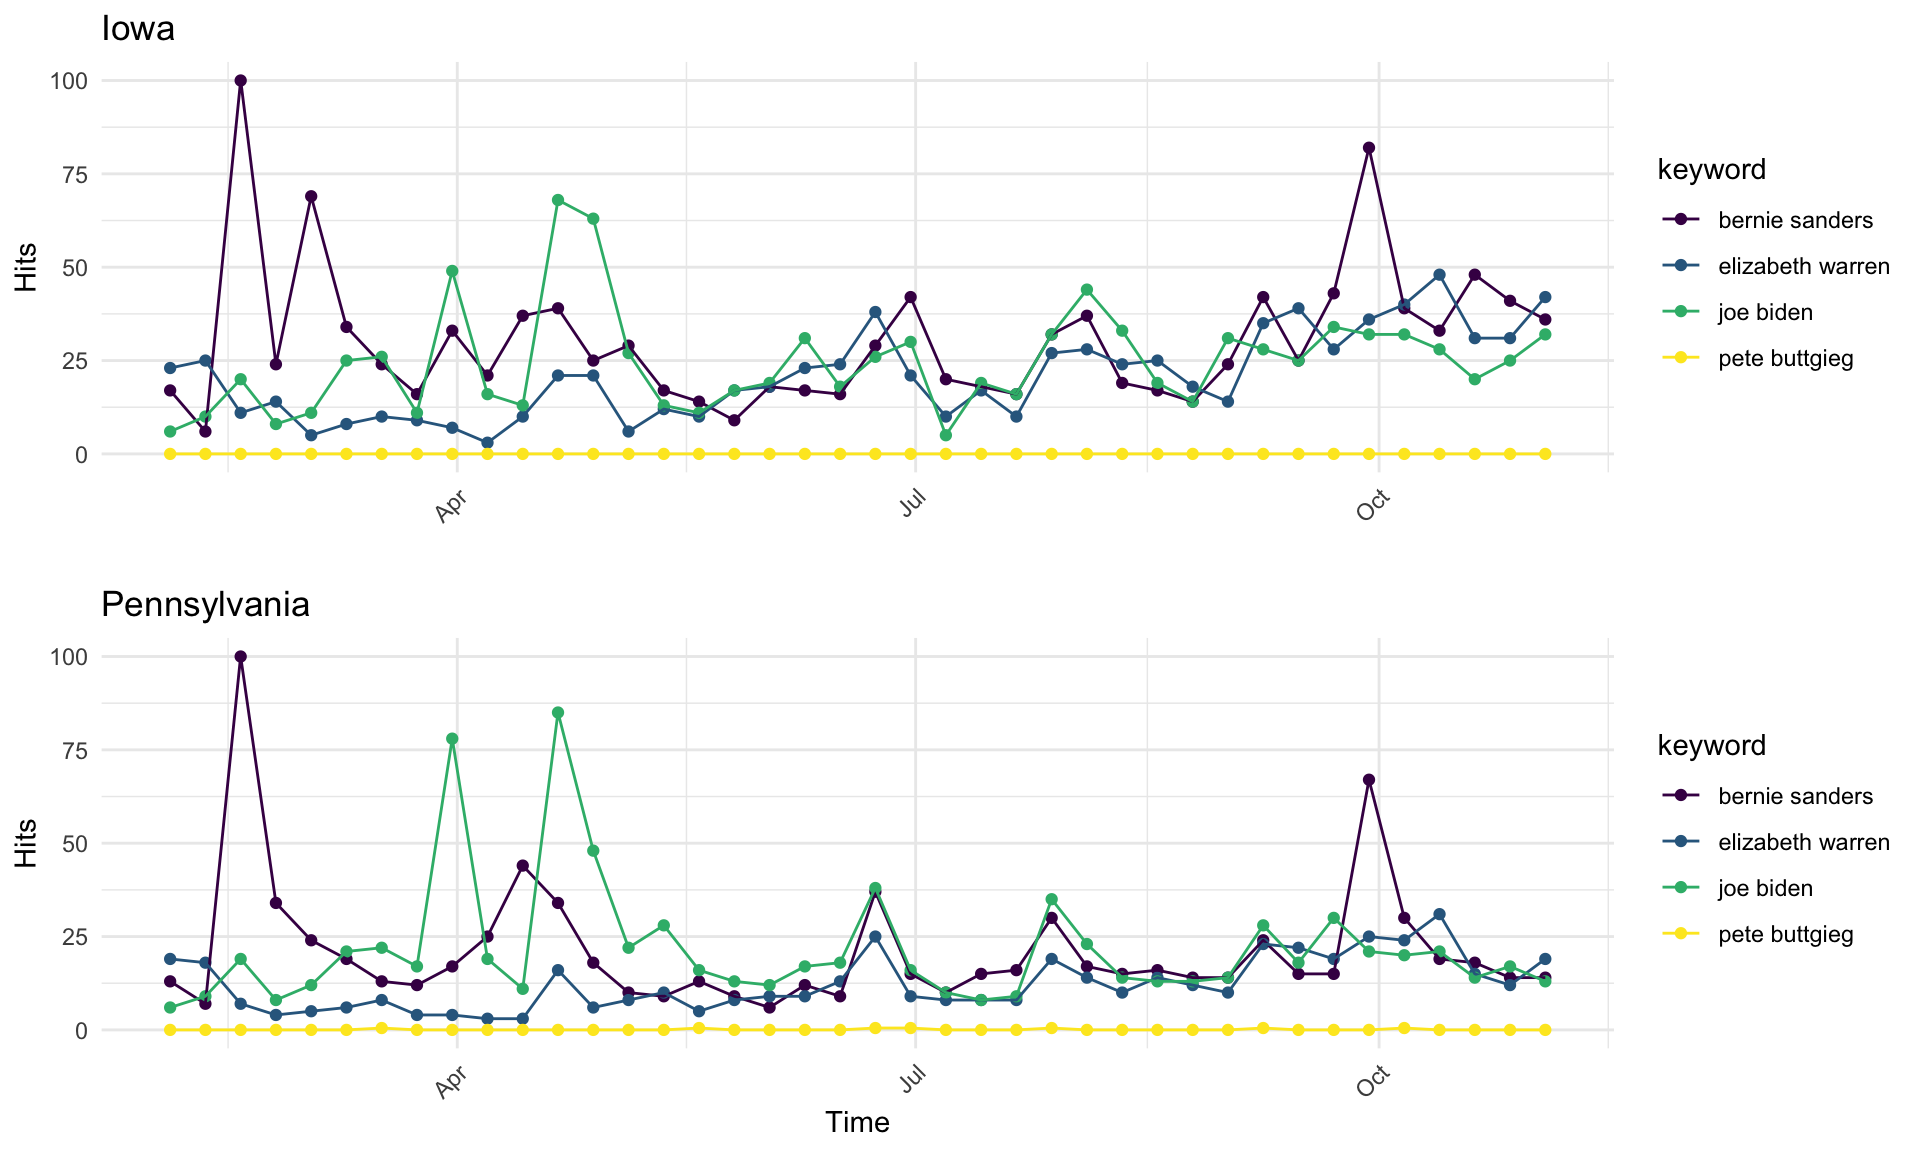 Iowa
100
75
50
25
0
Hits
Apr
Jul
Oct
keyword
bernie sanders
elizabeth warren
joe biden
pete buttgieg
Pennsylvania
100
75
50
25
0
Hits
Apr
Jul
Oct
Time
keyword
bernie sanders
elizabeth warren
joe biden
pete buttgieg